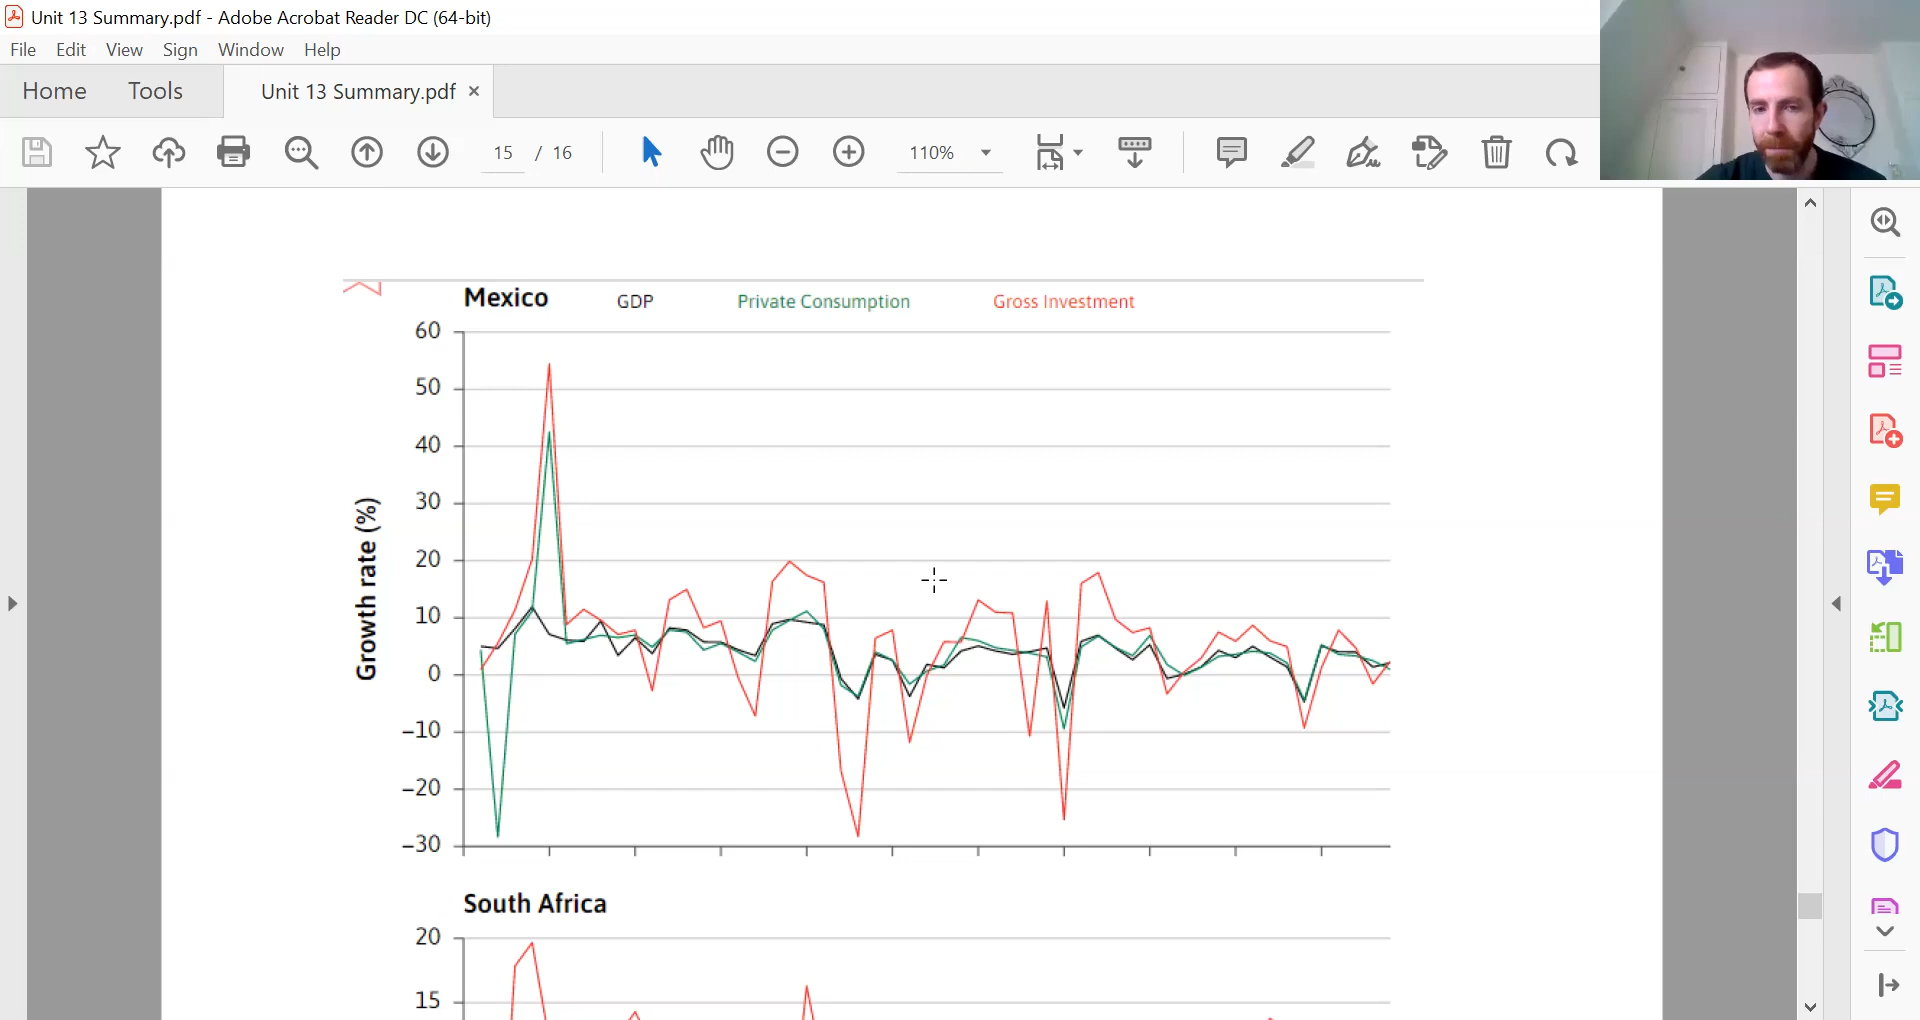 Unit 13 Summary.pdf - Adobe Acrobat Reader DC (64-bit)
File Edit View Sign Window Help
Home Tools Unit 13 Summary.pdf ×
15 / 16 110%
Mexico GDP Private Consumption Gross Investment
60
50
40
30
20
10
0
−10
−20
−30
Growth rate (%)
South Africa
20
15